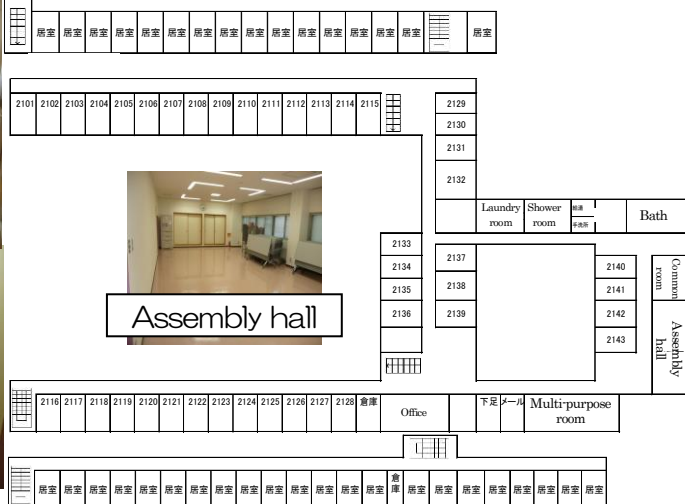 居室 居室 居室 居室 居室 居室 居室 居室 居室 居室 居室 居室 居室 居室 居室 居室
2101 2102 2103 2104 2105 2106 2107 2108 2109 2110 2111 2112 2113 2114 2115
2129
2130
2131
2132
Laundry room
Shower room
手洗所
Bath
2133
2134
2135
2136
2137
2138
2139
2140
2141
2142
2143
Common room
Assembly hall
Assembly hall
2116 2117 2118 2119 2120 2121 2122 2123 2124 2125 2126 2127 2128 倉庫
Office
下足 メール
Multi-purpose
room
居室 居室 居室 居室 居室 居室 居室 居室 居室 居室 居室 居室 居室 倉庫 居室 居室 居室 居室 居室 居室 居室 居室